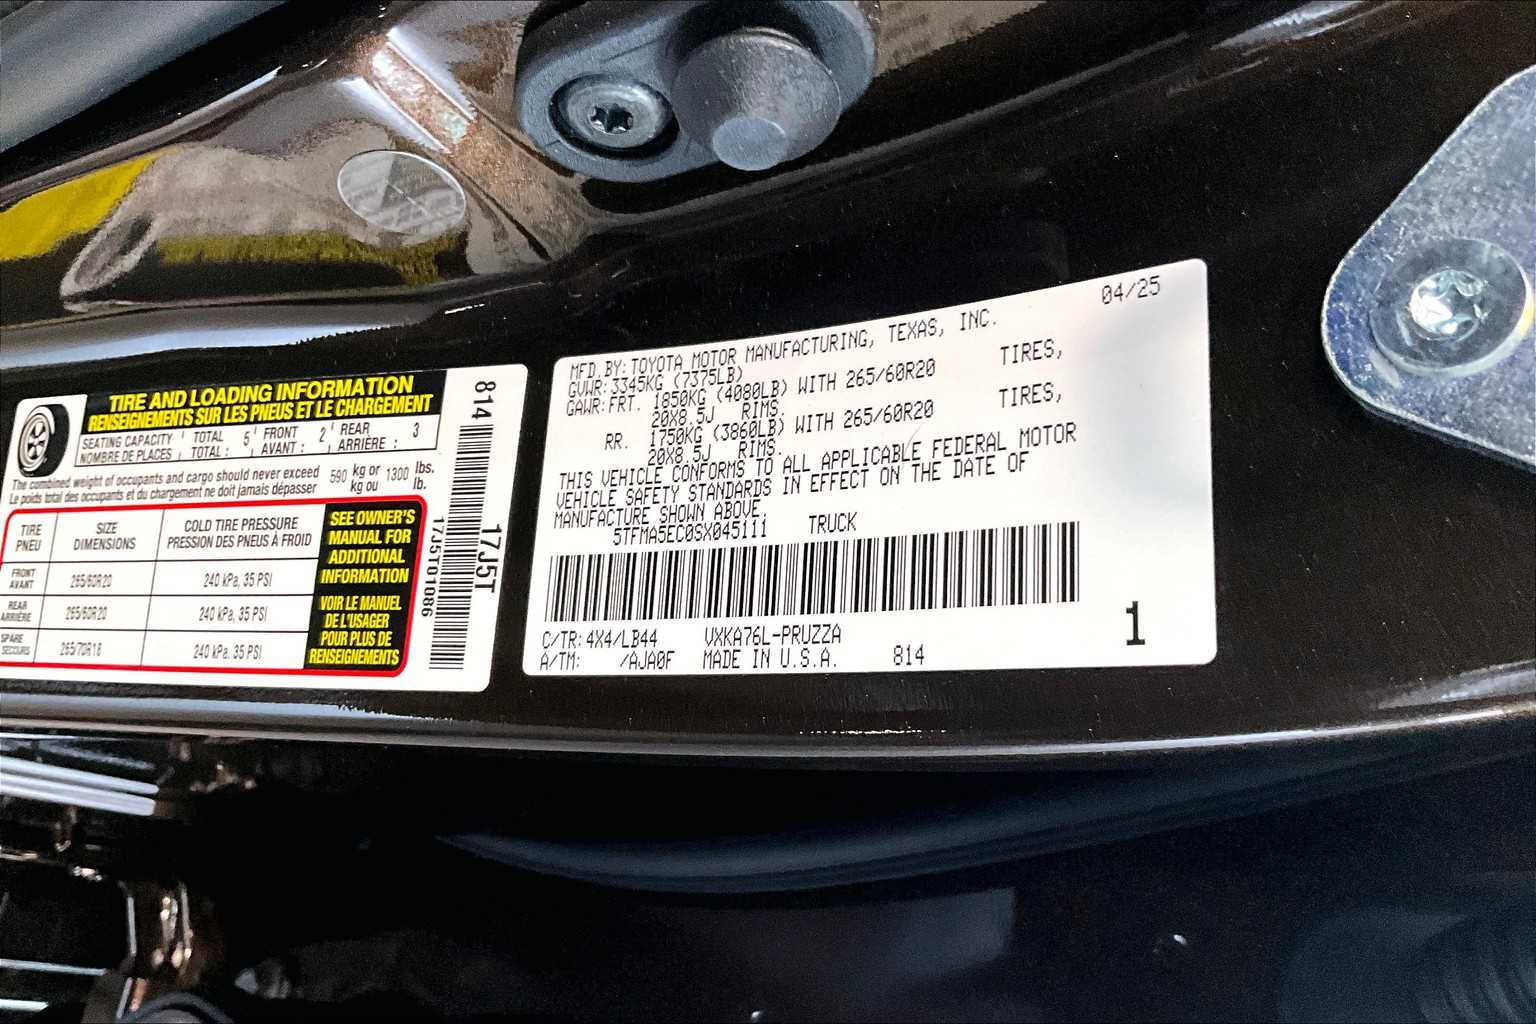 TIRE AND LOADING INFORMATION
RENSEIGNEMENTS SUR LES PNEUS ET LE CHARGEMENT
SEATING CAPACITY TOTAL 5 FRONT 2 REAR 3
NOMBRE DE PLACES TOTAL : AVANT : ARRIÈRE :
The combined weight of occupants and cargo should never exceed 590 kg or 1300 lbs.
Le poids total des occupants et du chargement ne doit jamais dépasser kg ou lb.
TIRE SIZE COLD TIRE PRESSURE
PNEU DIMENSIONS PRESSION DES PNEUS À FROID
FRONT
AVANT 265/60R20 240 kPa, 35 PSI
REAR
ARRIÈRE 265/60R20 240 kPa, 35 PSI
SPARE
SECOURS 265/70R18 240 kPa, 35 PSI
SEE OWNER'S
MANUAL FOR
ADDITIONAL
INFORMATION
VOIR LE MANUEL
DE L'USAGER
POUR PLUS DE
RENSEIGNEMENTS
814
17J5T
17J5T01086
04/25
MFD.BY:TOYOTA MOTOR MANUFACTURING, TEXAS, INC.
GVWR:3345KG (7375LB)
GAWR:FRT. 1850KG (4080LB) WITH 265/60R20 TIRES,
20X8.5J RIMS.
RR. 1750KG (3860LB) WITH 265/60R20 TIRES,
20X8.5J RIMS.
THIS VEHICLE CONFORMS TO ALL APPLICABLE FEDERAL MOTOR
VEHICLE SAFETY STANDARDS IN EFFECT ON THE DATE OF
MANUFACTURE SHOWN ABOVE.
5TFMA5EC0SX045111 TRUCK
C/TR:4X4/LB44 VXKA76L-PRUZZA
A/TM: /AJA0F MADE IN U.S.A. 814
1